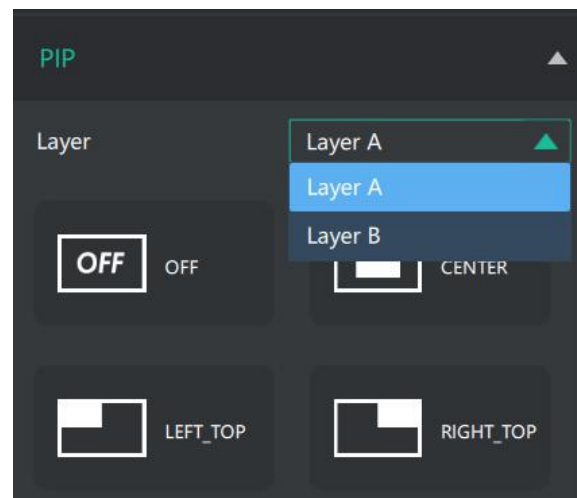 PIP
Layer
Layer A
Layer A
Layer B
OFF
OFF
CENTER
LEFT_TOP
RIGHT_TOP